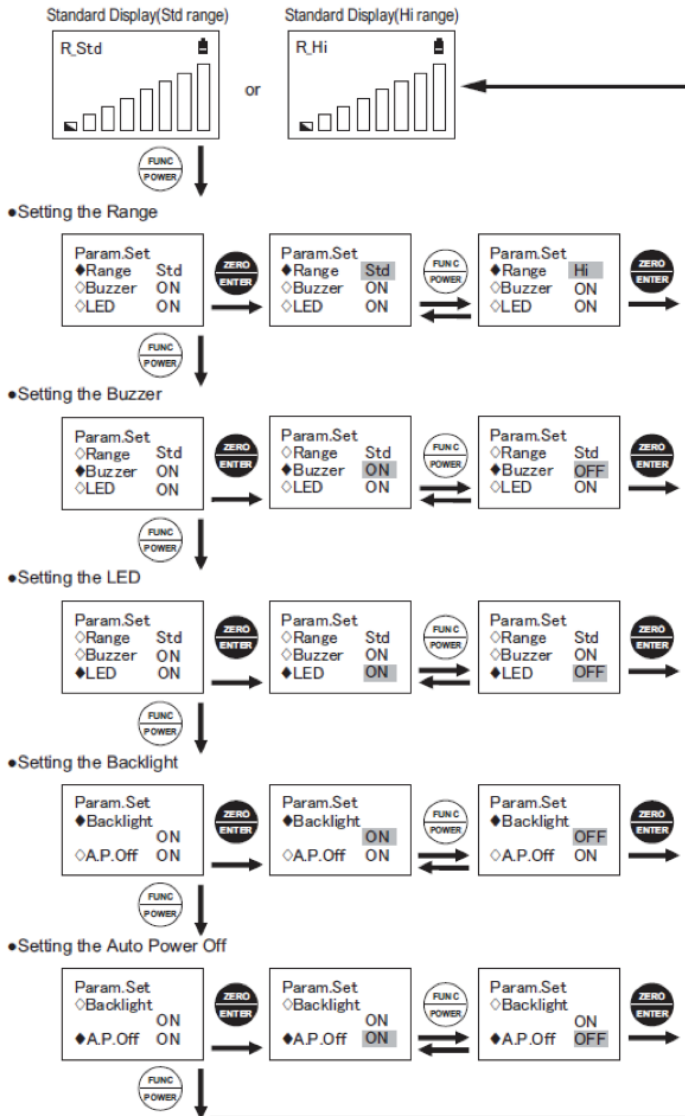 Standard Display(Std range)
Standard Display(Hi range)
R_Std
or
R_Hi
FUNC
POWER
●Setting the Range
Param.Set
◆Range Std
◇Buzzer ON
◇LED ON
ZERO
ENTER
Param.Set
◆Range Std
◇Buzzer ON
◇LED ON
FUNC
POWER
Param.Set
◆Range Hi
◇Buzzer ON
◇LED ON
ZERO
ENTER
FUNC
POWER
●Setting the Buzzer
Param.Set
◇Range Std
◆Buzzer ON
◇LED ON
ZERO
ENTER
Param.Set
◇Range Std
◆Buzzer ON
◇LED ON
FUNC
POWER
Param.Set
◇Range Std
◆Buzzer OFF
◇LED ON
ZERO
ENTER
FUNC
POWER
●Setting the LED
Param.Set
◇Range Std
◇Buzzer ON
◆LED ON
ZERO
ENTER
Param.Set
◇Range Std
◇Buzzer ON
◆LED ON
FUNC
POWER
Param.Set
◇Range Std
◇Buzzer ON
◆LED OFF
ZERO
ENTER
FUNC
POWER
●Setting the Backlight
Param.Set
◆Backlight
ON
◇A.P.Off ON
ZERO
ENTER
Param.Set
◆Backlight
ON
◇A.P.Off ON
FUNC
POWER
Param.Set
◆Backlight
OFF
◇A.P.Off ON
ZERO
ENTER
FUNC
POWER
●Setting the Auto Power Off
Param.Set
◇Backlight
ON
◆A.P.Off ON
ZERO
ENTER
Param.Set
◇Backlight
ON
◆A.P.Off ON
FUNC
POWER
Param.Set
◇Backlight
ON
◆A.P.Off OFF
ZERO
ENTER
FUNC
POWER